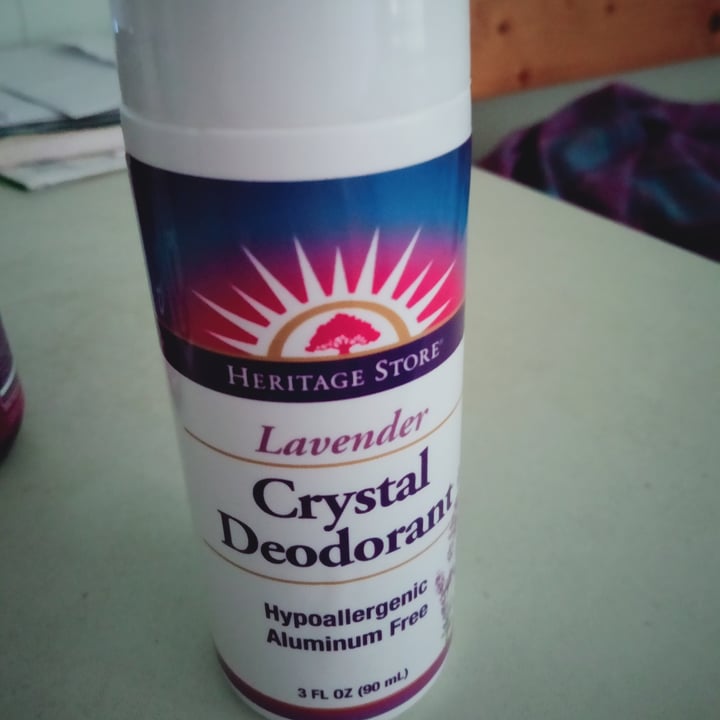 HERITAGE STORE
Lavender
Crystal
Deodorant
Hypoallergenic
Aluminum Free
3 FL OZ (90 mL)